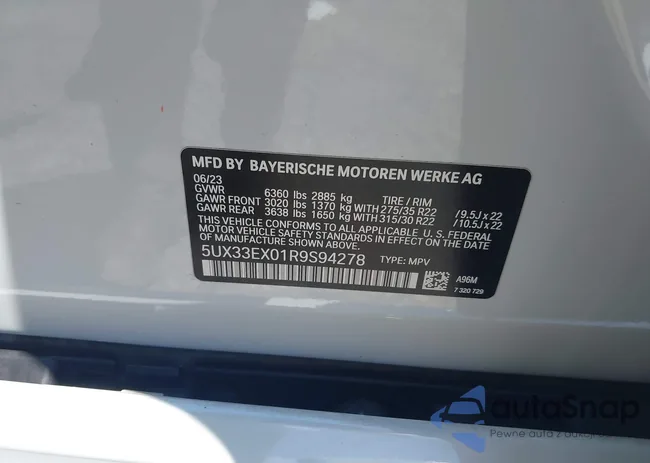 MFD BY BAYERISCHE MOTOREN WERKE AG
06/23
GVWR 6360 lbs 2885 kg TIRE / RIM
GAWR FRONT 3020 lbs 1370 kg WITH 275/35 R22 / 9.5J x 22
GAWR REAR 3638 lbs 1650 kg WITH 315/30 R22 / 10.5J x 22
THIS VEHICLE CONFORMS TO ALL APPLICABLE U. S. FEDERAL
MOTOR VEHICLE SAFETY STANDARDS IN EFFECT ON THE DATE OF
MANUFACTURE SHOWN ABOVE.
5UX33EX01R9S94278 TYPE: MPV
A96M
7 320 729
autoSnap
Pewne auta z aukcji